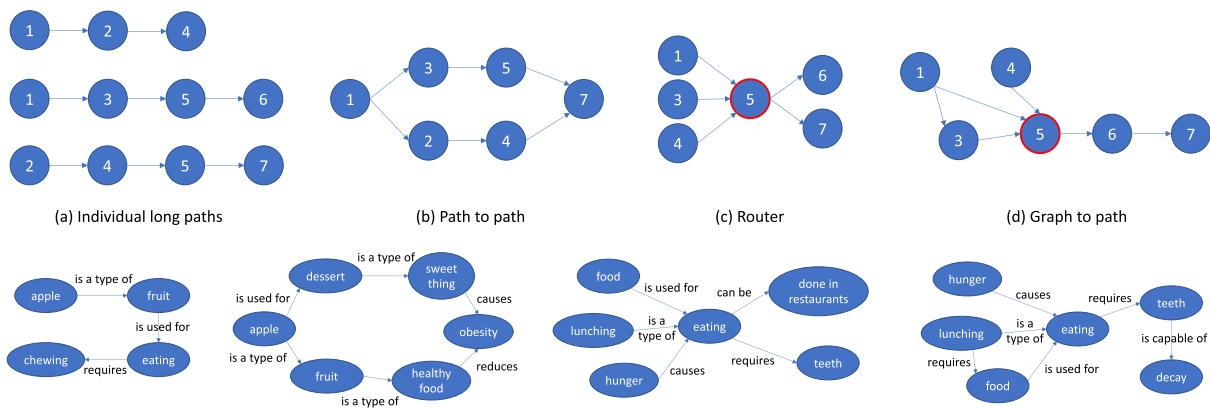 1 2 4
1 3 5 6
2 4 5 7
(a) Individual long paths
1 3 5 7 2 4
(b) Path to path
1 3 4 5 6 7
(c) Router
1 4 3 5 6 7
(d) Graph to path
apple
is a type of
fruit
is used for
eating
requires
chewing
apple
is used for
dessert
is a type of
sweet
thing
causes
obesity
is a type of
fruit
is a type of
healthy
food
reduces
food
is used for
lunching
is a
type of
hunger
causes
eating
can be
done in
restaurants
requires
teeth
hunger
causes
lunching
is a
type of
requires
food
is used for
eating
requires
teeth
is capable of
decay